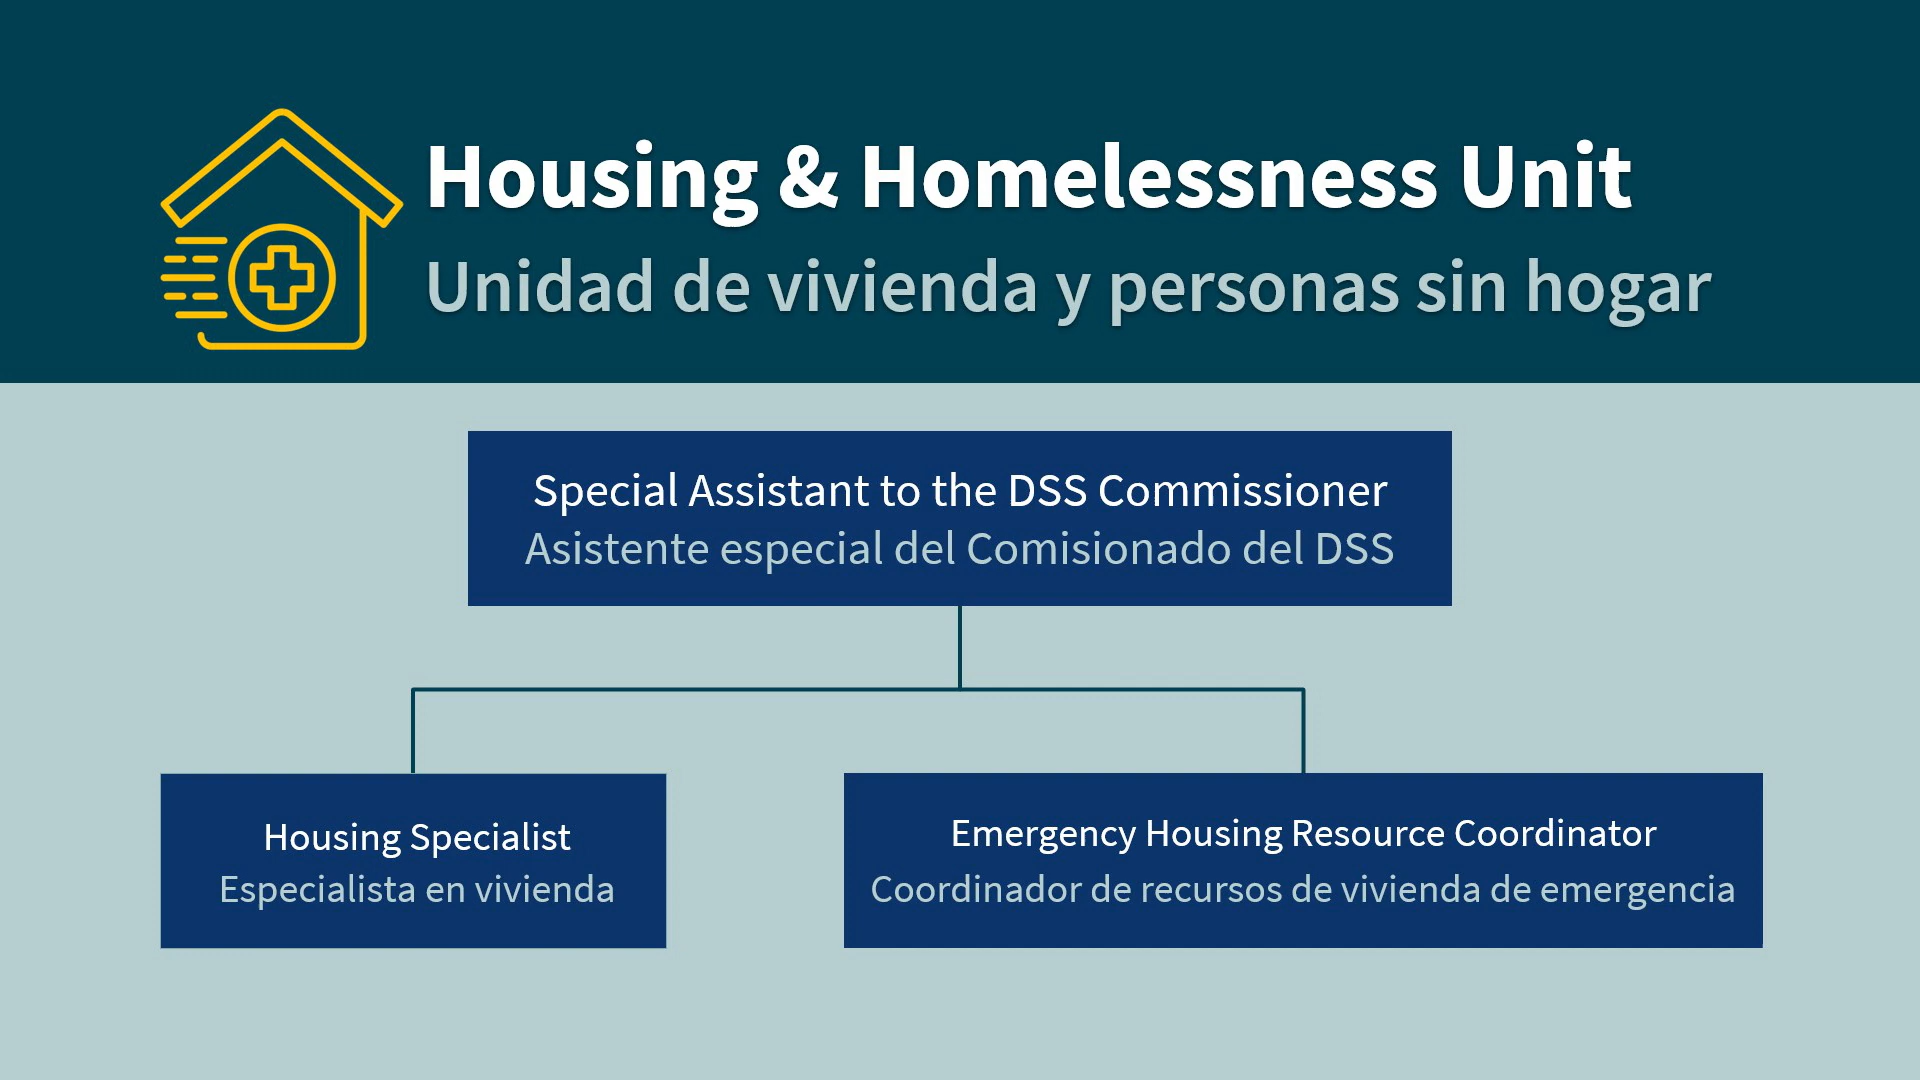 Housing & Homelessness Unit
Unidad de vivienda y personas sin hogar
Special Assistant to the DSS Commissioner
Asistente especial del Comisionado del DSS
Housing Specialist
Especialista en vivienda
Emergency Housing Resource Coordinator
Coordinador de recursos de vivienda de emergencia